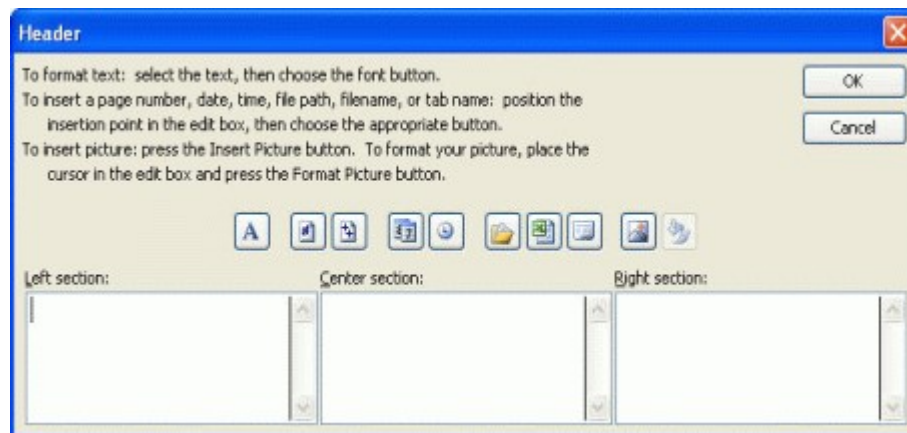 Header
To format text: select the text, then choose the font button.
To insert a page number, date, time, file path, filename, or tab name: position the
insertion point in the edit box, then choose the appropriate button.
To insert picture: press the Insert Picture button. To format your picture, place the
cursor in the edit box and press the Format Picture button.
OK
Cancel
A
Left section:
Center section:
Right section: